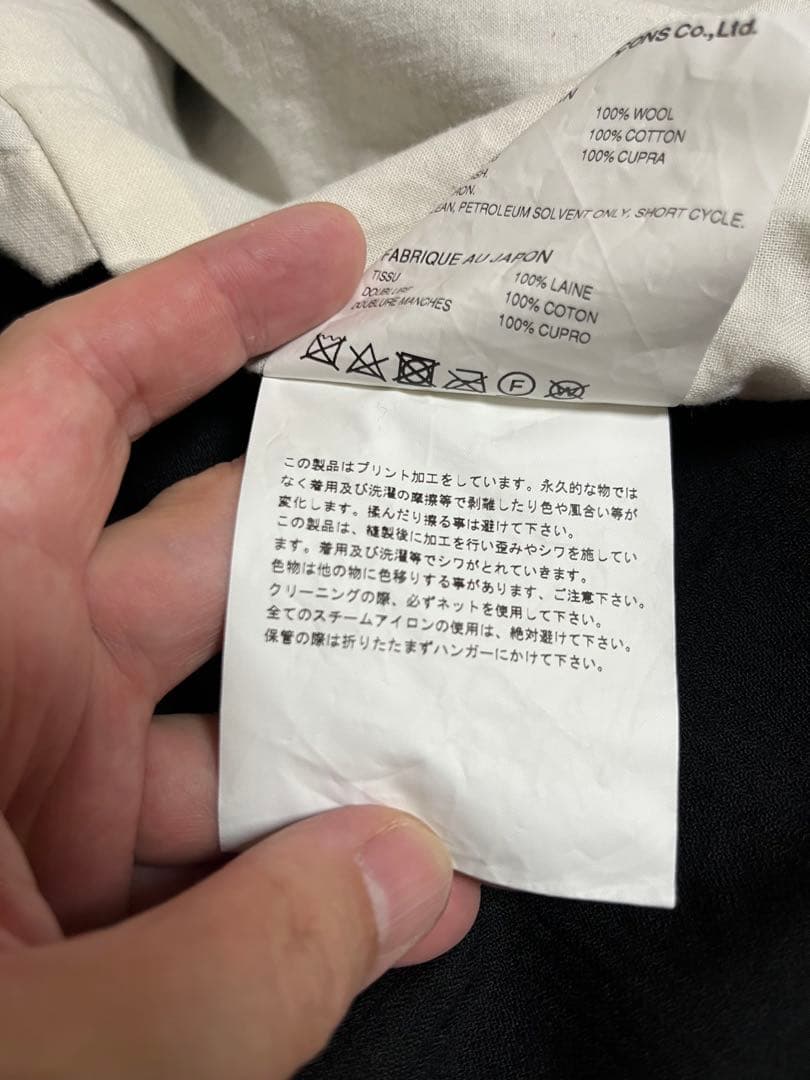 CONS Co.,Ltd.
100% WOOL
100% COTTON
100% CUPRA
ON.
EAN, PETROLEUM SOLVENT ONLY, SHORT CYCLE.
FABRIQUE AU JAPON
TISSU 100% LAINE
DOUBLURE 100% COTON
DOUBLURE MANCHES 100% CUPRO
F
W
この製品はプリント加工をしています。永久的な物では
なく着用及び洗濯の摩擦等で剥離したり色や風合い等が
変化します。揉んだり擦る事は避けて下さい。
この製品は、縫製後に加工を行い歪みやシワを施してい
ます。着用及び洗濯等でシワがとれていきます。
色物は他の物に色移りする事があります、ご注意下さい。
クリーニングの際、必ずネットを使用して下さい。
全てのスチームアイロンの使用は、絶対避けて下さい。
保管の際は折りたたまずハンガーにかけて下さい。